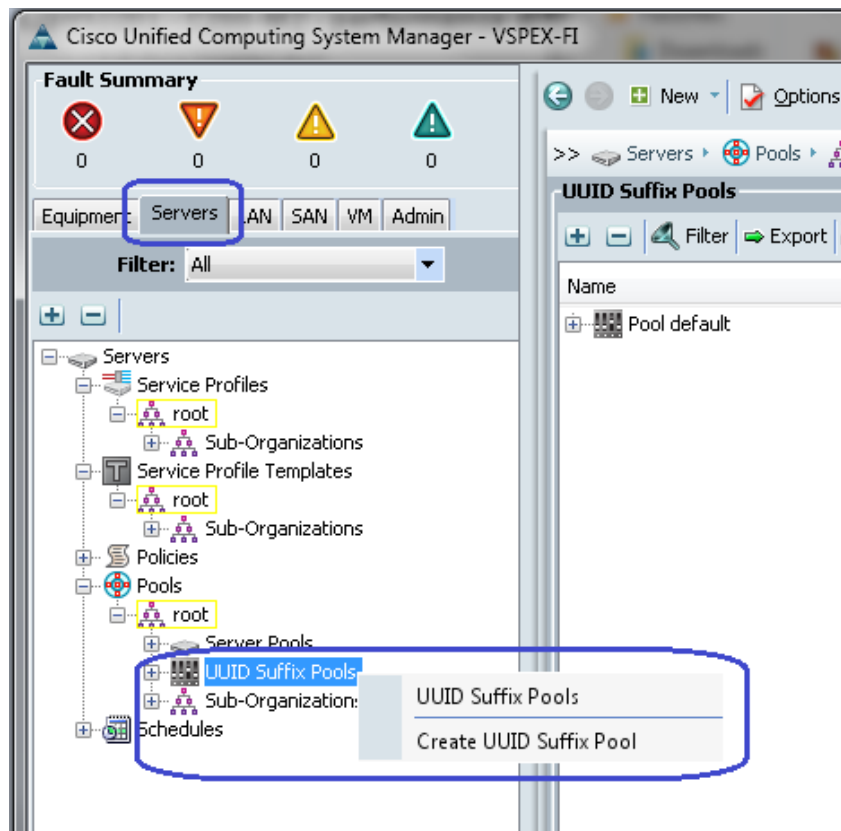 Cisco Unified Computing System Manager - VSPEX-FI
Fault Summary
0 0 0 0
Equipment Servers LAN SAN VM Admin
Filter: All
Servers
Service Profiles
root
Sub-Organizations
Service Profile Templates
root
Sub-Organizations
Policies
Pools
root
Server Pools
UUID Suffix Pools
Sub-Organizations
Schedules
UUID Suffix Pools
Create UUID Suffix Pool
New Options
>> Servers Pools
UUID Suffix Pools
Filter Export
Name
Pool default